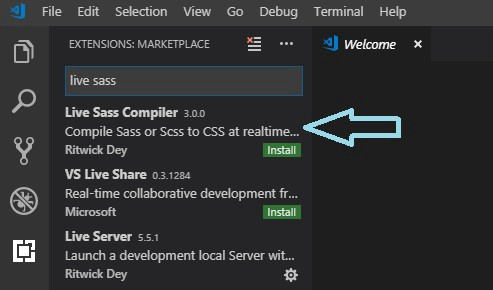 File Edit Selection View Go Debug Terminal Help
EXTENSIONS: MARKETPLACE
Welcome
live sass
Live Sass Compiler 3.0.0
Compile Sass or Scss to CSS at realtime...
Ritwick Dey Install
VS Live Share 0.3.1284
Real-time collaborative development fr...
Microsoft Install
Live Server 5.5.1
Launch a development local Server wit...
Ritwick Dey